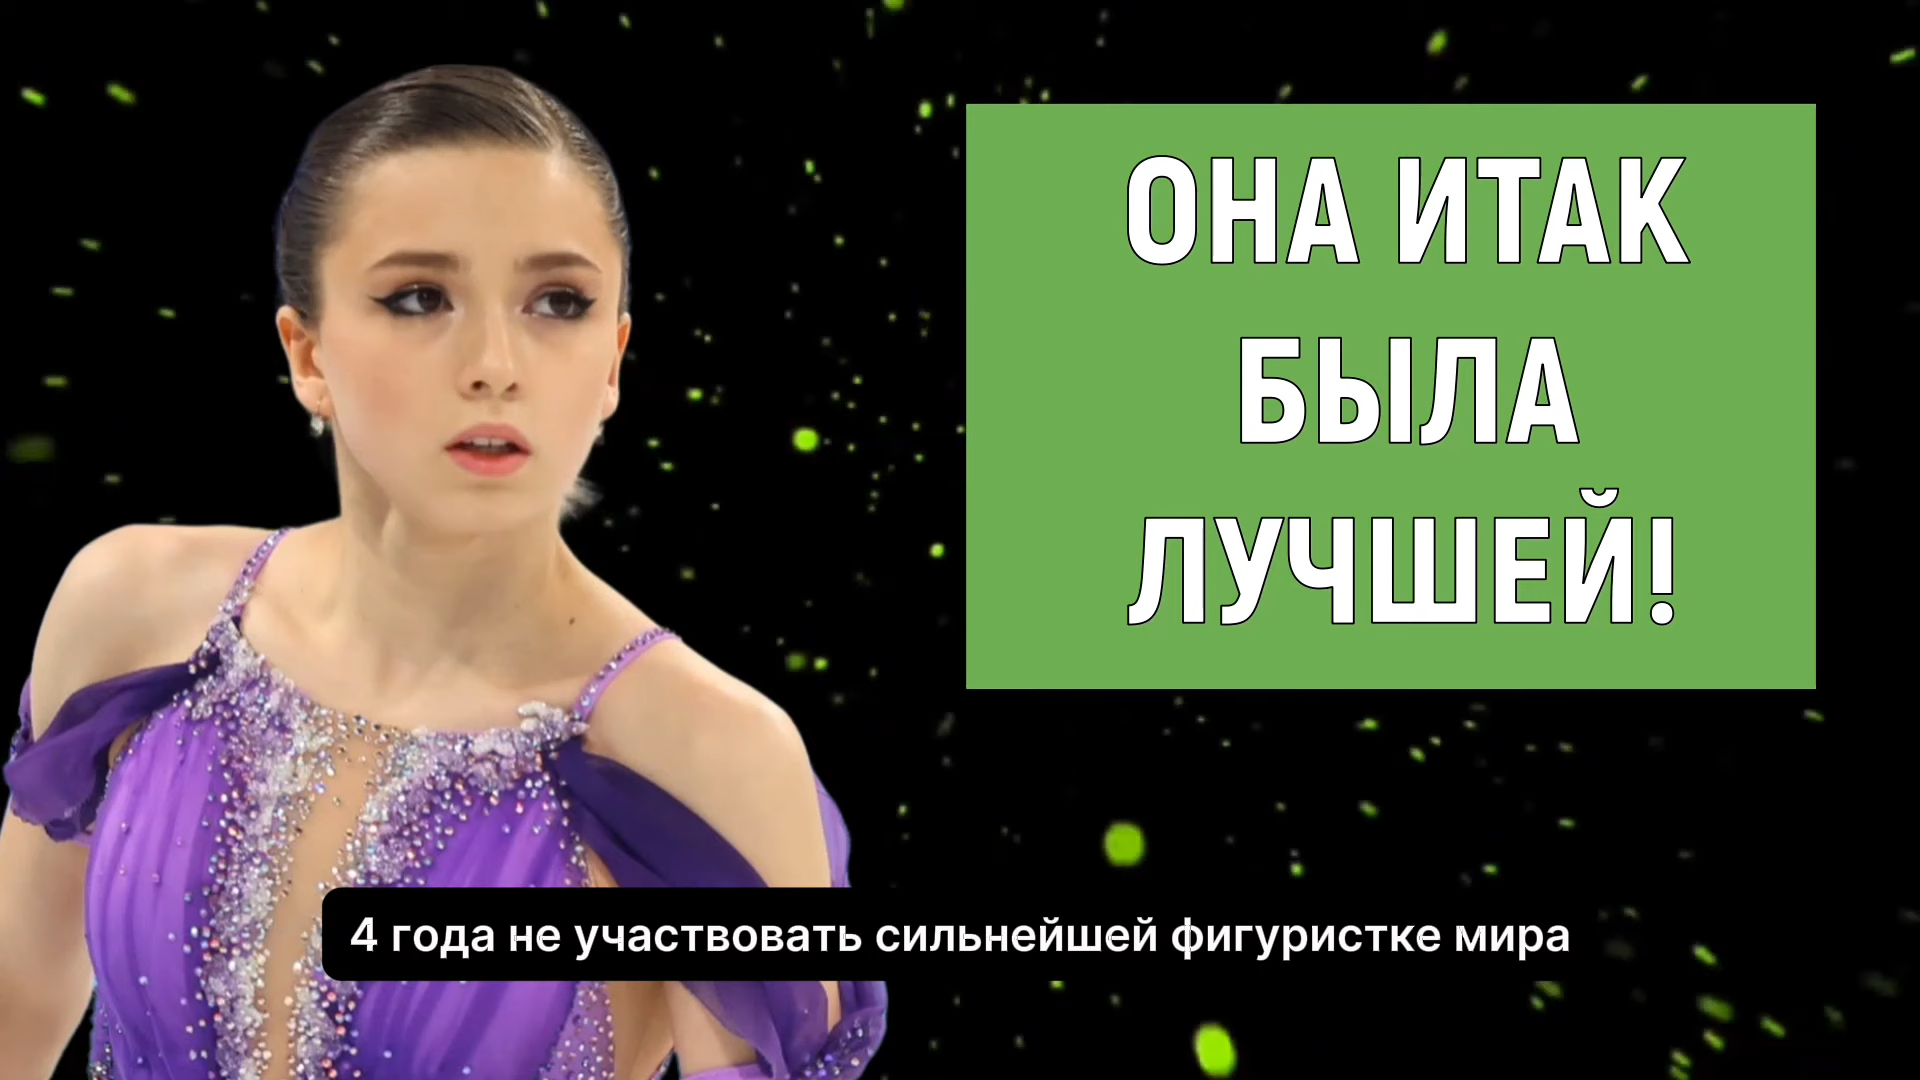 ОНА ИТАК
БЫЛА
ЛУЧШЕЙ!
4 года не участвовать сильнейшей фигуристке мира